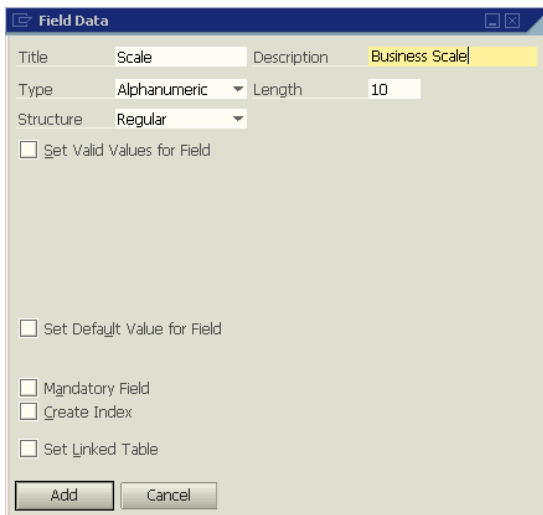 Field Data
Title Scale Description Business Scale
Type Alphanumeric Length 10
Structure Regular
Set Valid Values for Field
Set Default Value for Field
Mandatory Field
Create Index
Set Linked Table
Add Cancel